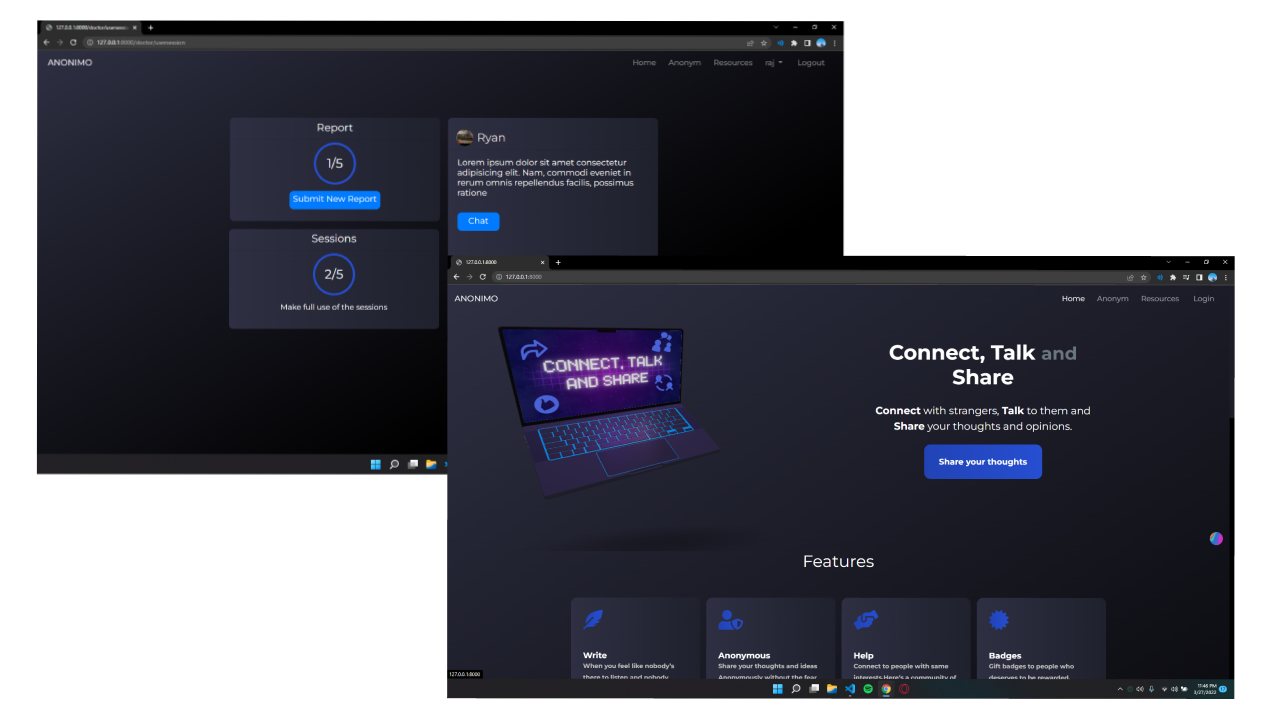 127.0.0.1:8000/doctor/usersession
127.0.0.1:8000/doctor/usersession
ANONIMO
Home Anonym Resources raj Logout
Report
1/5
Submit New Report
Sessions
2/5
Make full use of the sessions
Ryan
Lorem ipsum dolor sit amet consectetur
adipisicing elit. Nam, commodi eveniet in
rerum omnis repellendus facilis, possimus
ratione
Chat
127.0.0.1:8000
127.0.0.1:8000
ANONIMO
Home Anonym Resources Login
CONNECT, TALK
AND SHARE
Connect, Talk and
Share
Connect with strangers, Talk to them and
Share your thoughts and opinions.
Share your thoughts
Features
Write
When you feel like nobody's
there to listen and nobody
Anonymous
Share your thoughts and ideas
Anonymously without the fear
Help
Connect to people with same
interests.Here's a community of
Badges
Gift badges to people who
deserves to be rewarded.
127.0.0.1:8000
11:46 PM
3/27/2022